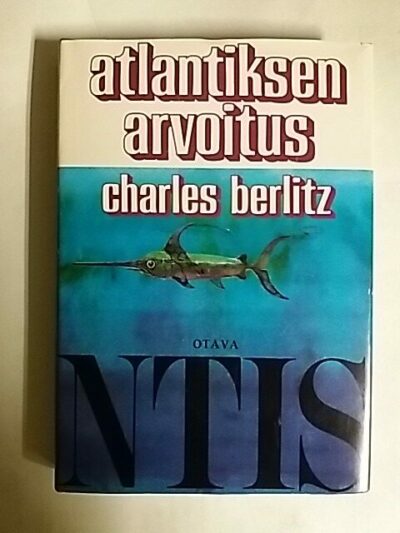 atlantiksen
arvoitus
charles berlitz
OTAVA
NTIS